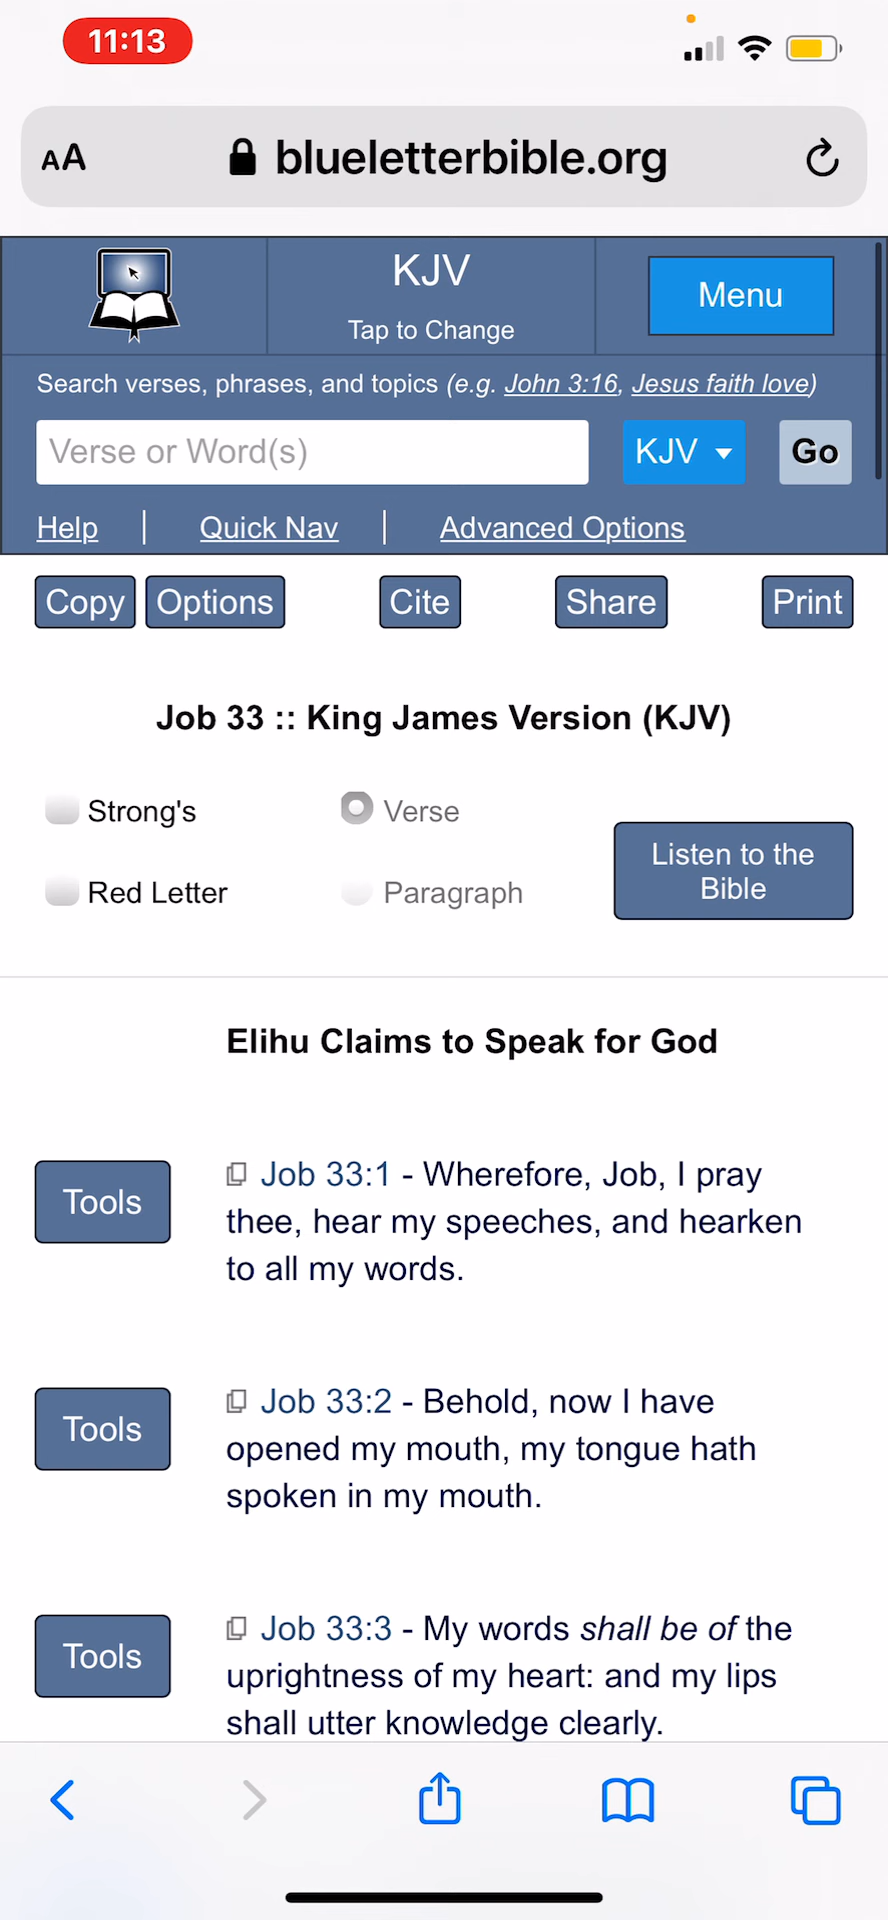 11:13
AA blueletterbible.org
KJV
Tap to Change
Menu
Search verses, phrases, and topics (e.g. John 3:16, Jesus faith love)
Verse or Word(s) KJV Go
Help | Quick Nav | Advanced Options
Copy Options Cite Share Print
Job 33 :: King James Version (KJV)
Strong's Verse
Red Letter Paragraph
Listen to the
Bible
Elihu Claims to Speak for God
Tools
Job 33:1 - Wherefore, Job, I pray
thee, hear my speeches, and hearken
to all my words.
Tools
Job 33:2 - Behold, now I have
opened my mouth, my tongue hath
spoken in my mouth.
Tools
Job 33:3 - My words shall be of the
uprightness of my heart: and my lips
shall utter knowledge clearly.